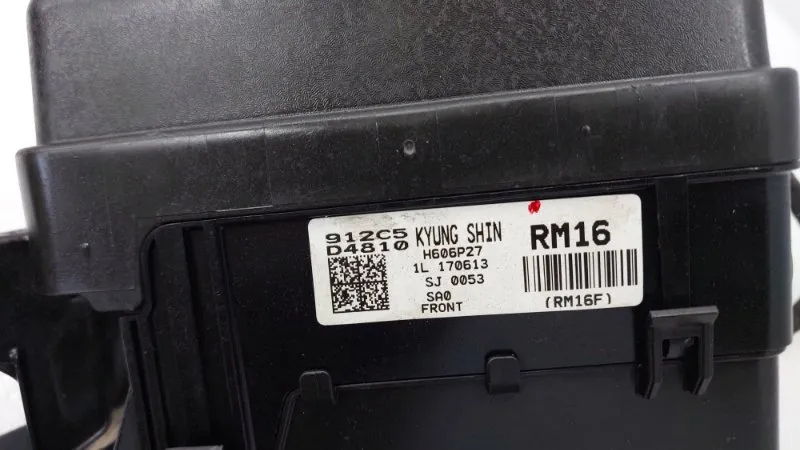 912C5
D4810
KYUNG SHIN
H606P27
1L 170613
SJ 0053
SA0
FRONT
RM16
(RM16F)